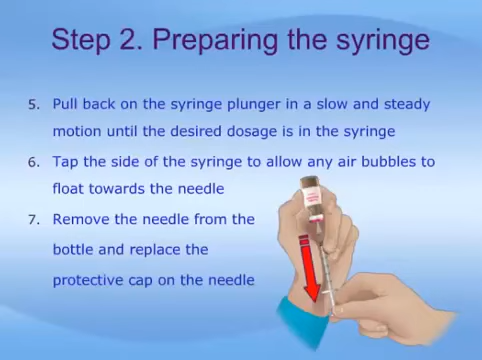 Step 2. Preparing the syringe
5. Pull back on the syringe plunger in a slow and steady
motion until the desired dosage is in the syringe
6. Tap the side of the syringe to allow any air bubbles to
float towards the needle
7. Remove the needle from the
bottle and replace the
protective cap on the needle